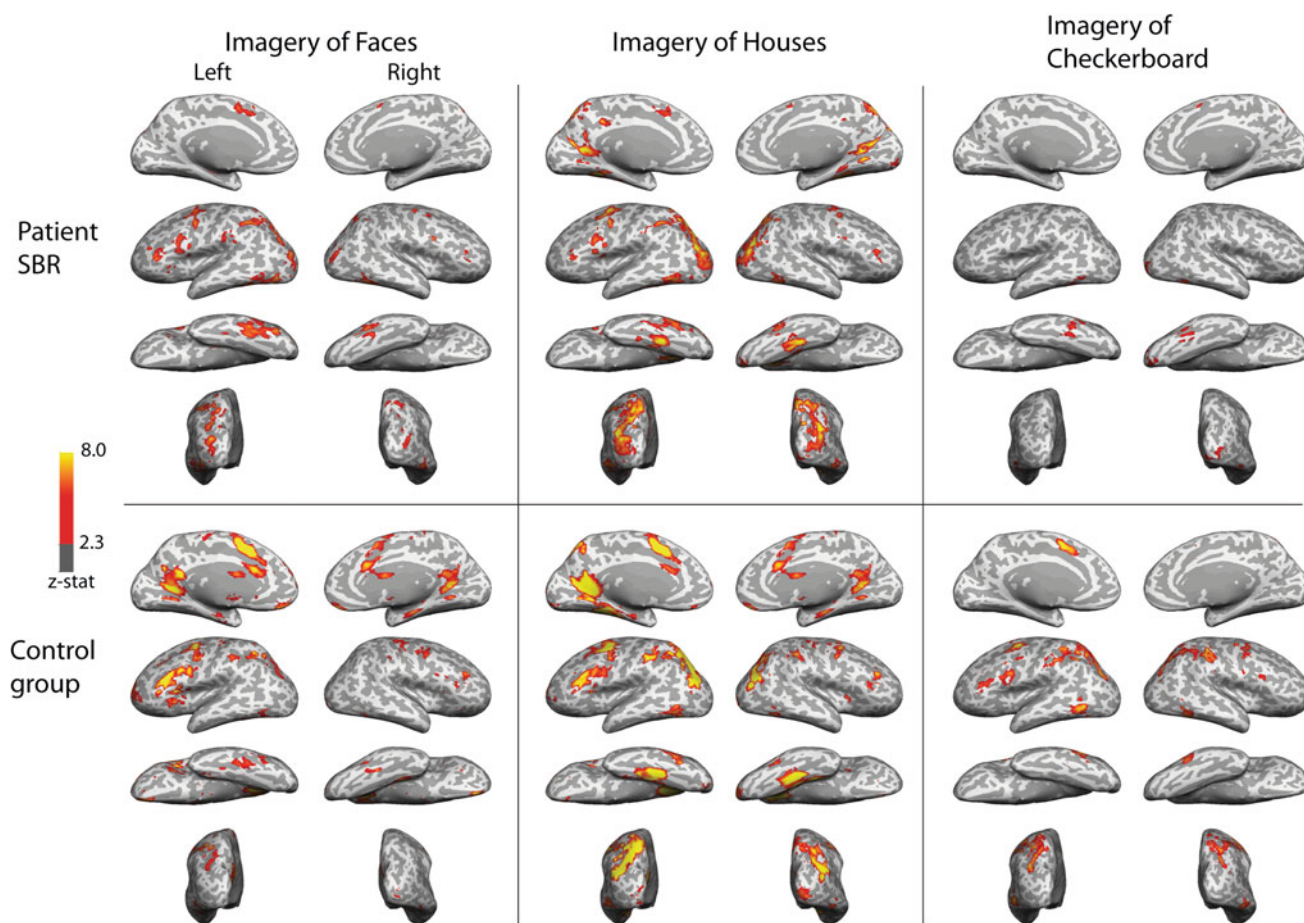 Imagery of Faces
Left
Right
Imagery of Houses
Imagery of
Checkerboard
Patient
SBR
8.0
2.3
z-stat
Control
group